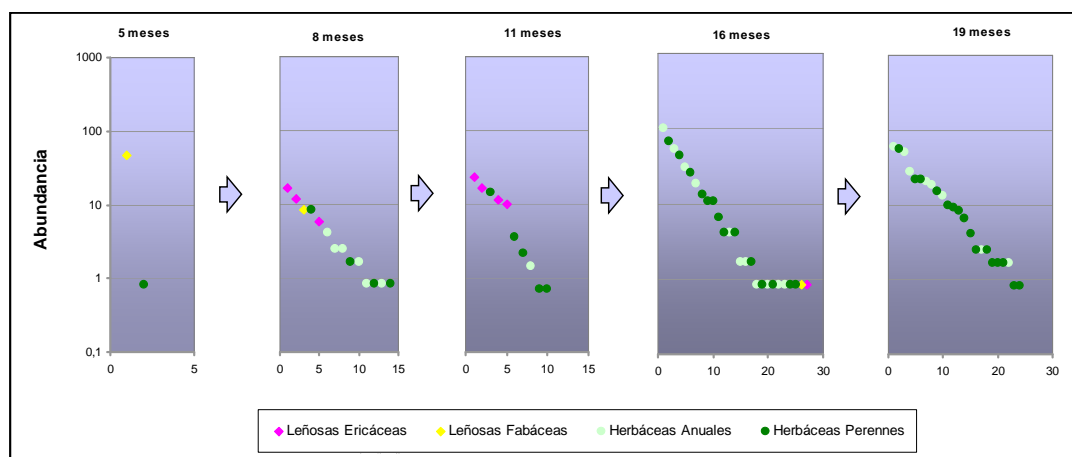 5 meses
8 meses
11 meses
16 meses
19 meses
Abundancia
1000
100
10
1
0,1
0 5
0 5 10 15
0 5 10 15
0 10 20 30
0 10 20 30
Leñosas Ericáceas Leñosas Fabáceas Herbáceas Anuales Herbáceas Perennes